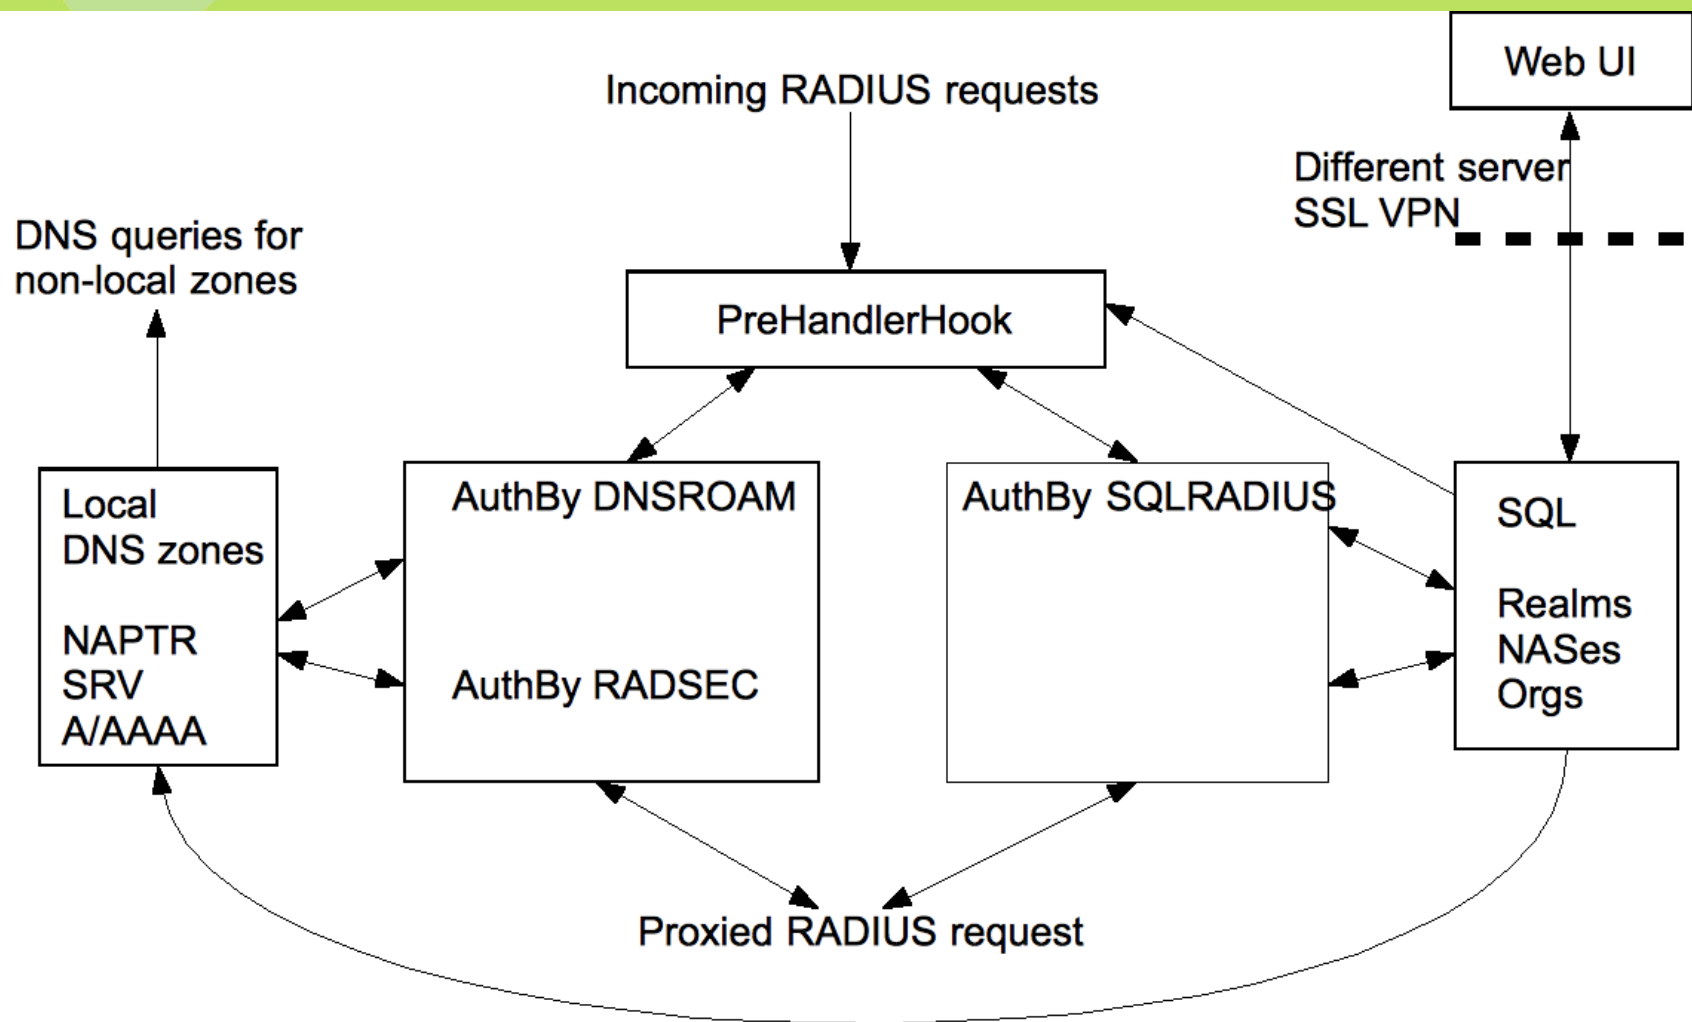 Web UI
Incoming RADIUS requests
Different server
SSL VPN
DNS queries for
non-local zones
PreHandlerHook
Local
DNS zones
NAPTR
SRV
A/AAAA
AuthBy DNSROAM
AuthBy RADSEC
AuthBy SQLRADIUS
SQL
Realms
NASes
Orgs
Proxied RADIUS request